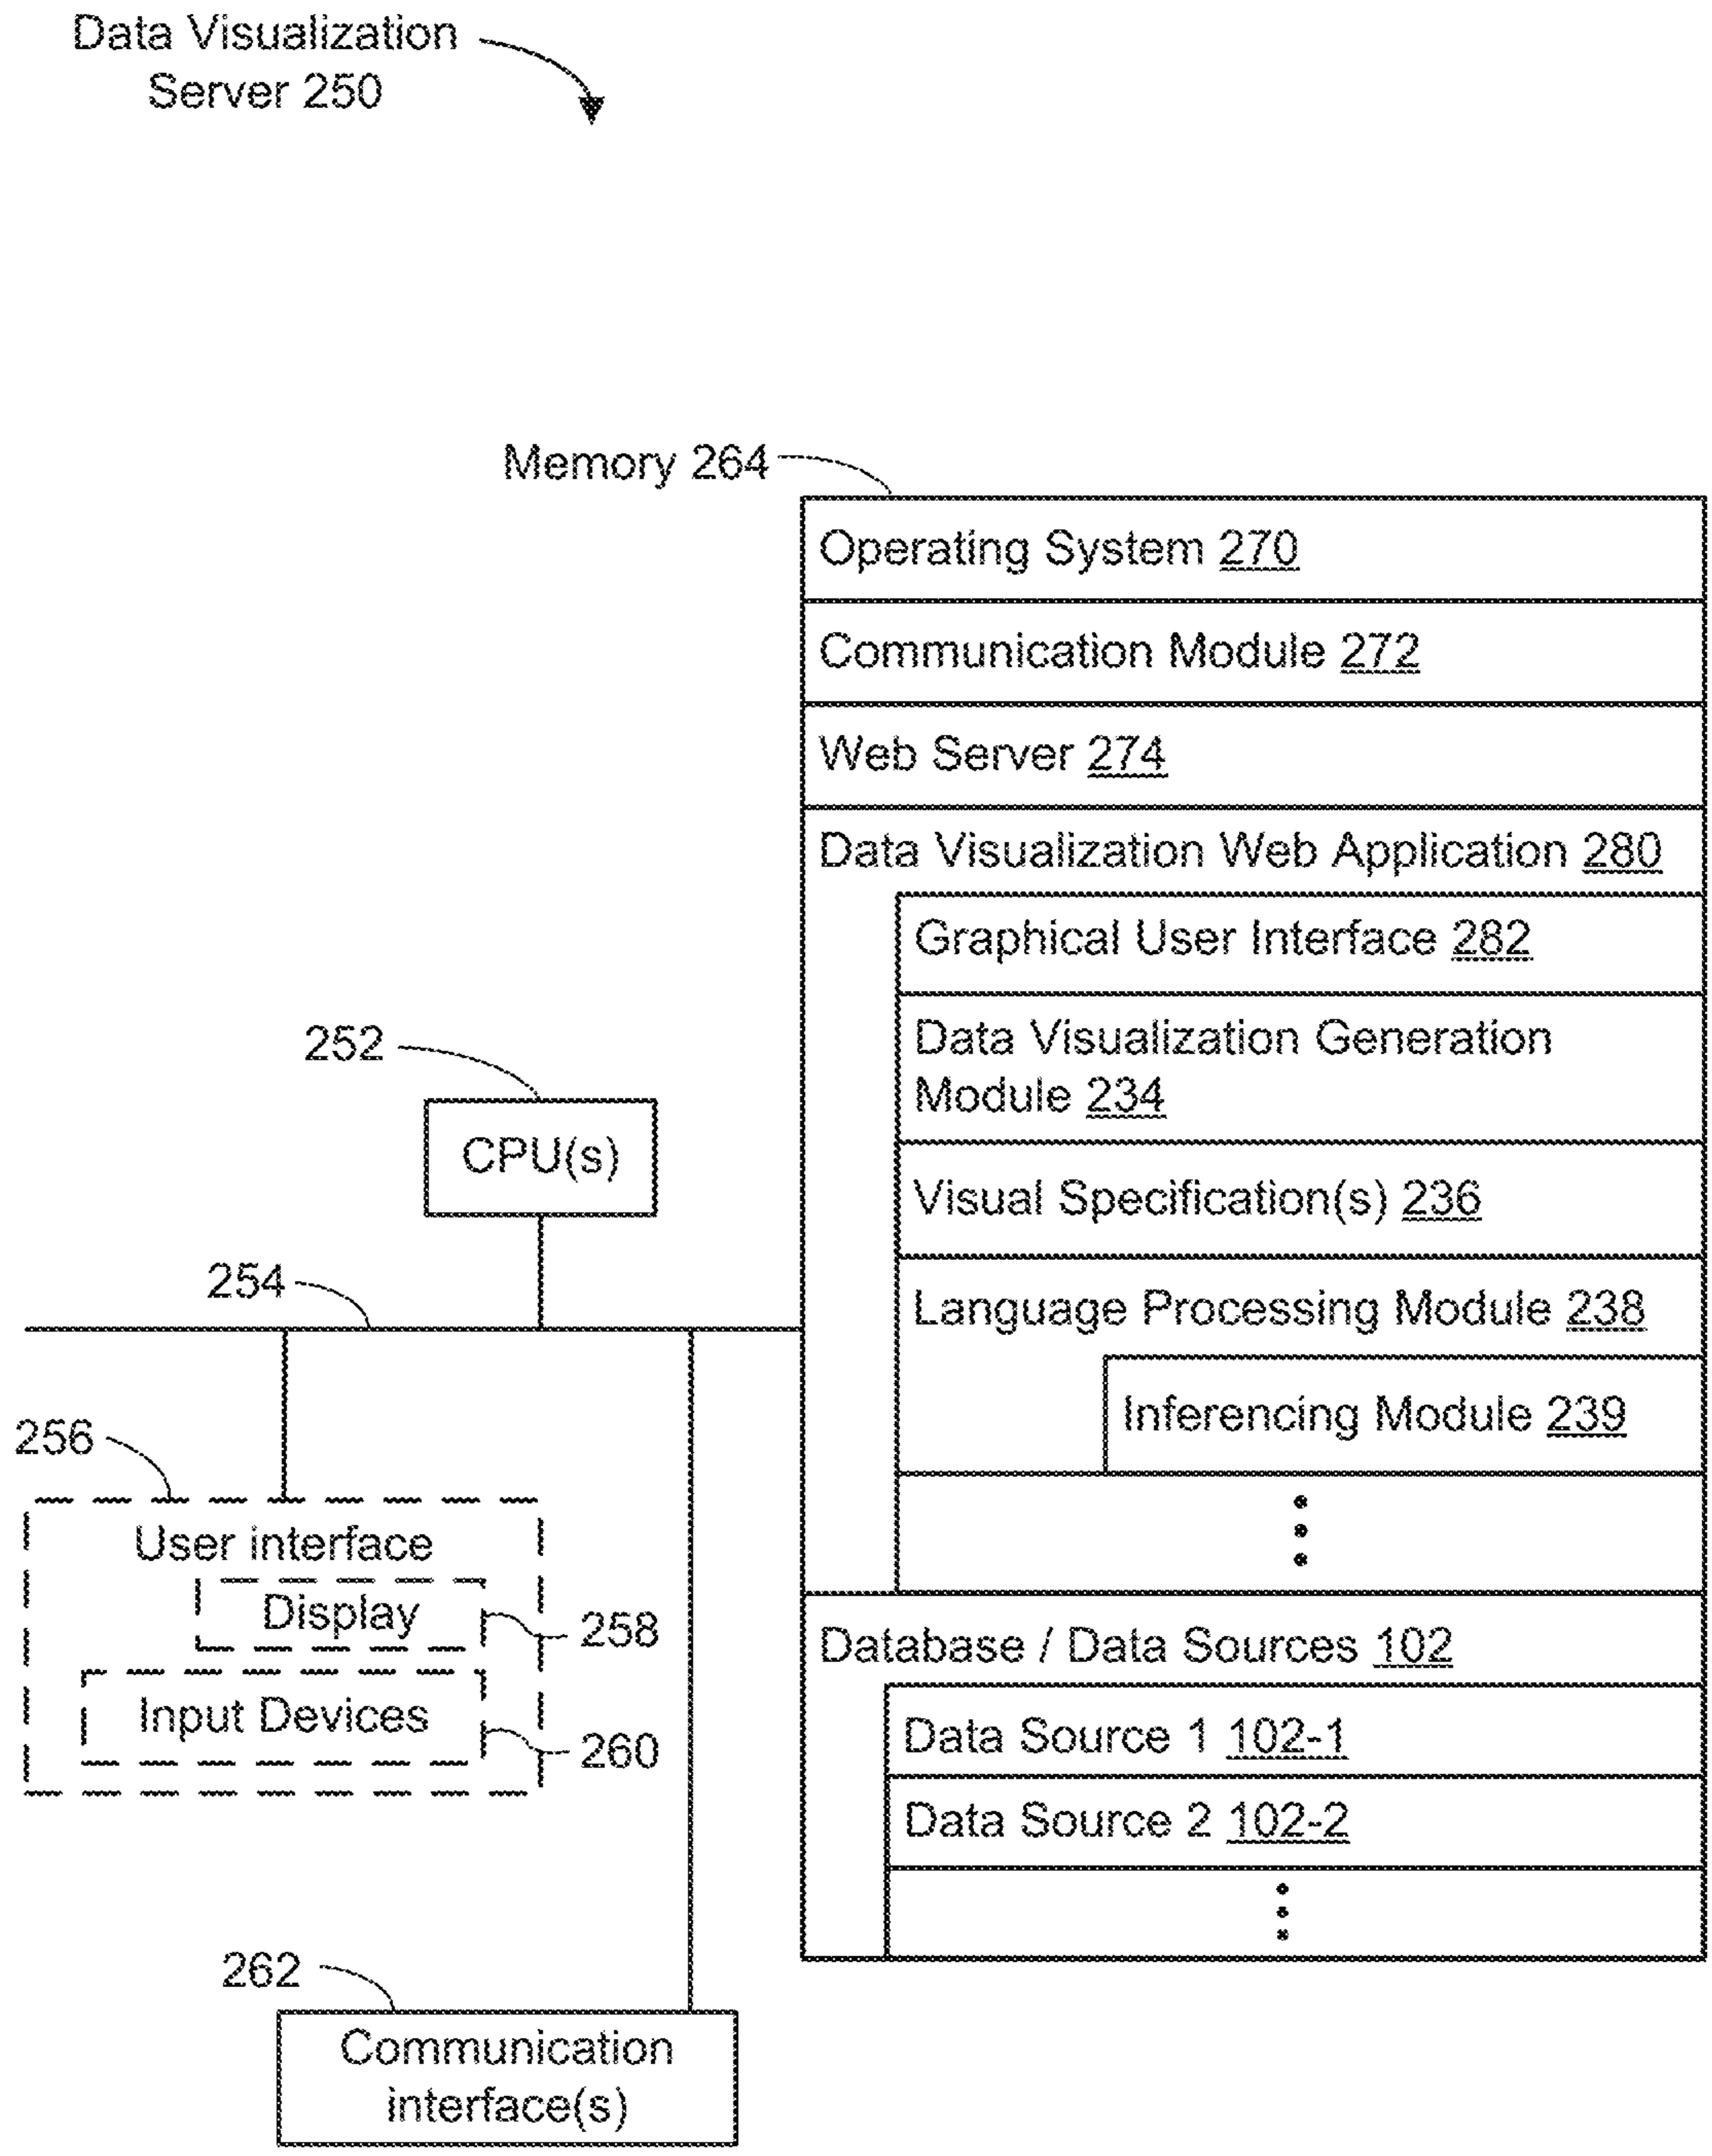 Data Visualization
Server 250
Memory 264
Operating System 270
Communication Module 272
Web Server 274
Data Visualization Web Application 280
Graphical User Interface 282
Data Visualization Generation
Module 234
Visual Specification(s) 236
Language Processing Module 238
Inferencing Module 239
Database / Data Sources 102
Data Source 1 102-1
Data Source 2 102-2
252
CPU(s)
254
256
User interface
Display
258
Input Devices
260
262
Communication
interface(s)